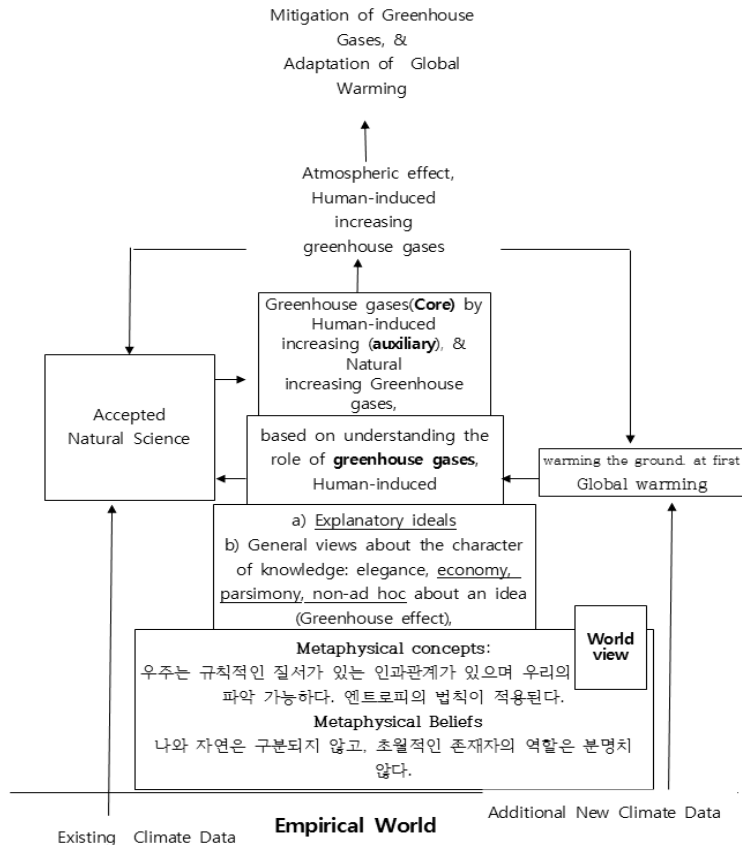 Mitigation of Greenhouse
Gases, &
Adaptation of Global
Warming
Atmospheric effect,
Human-induced
increasing
greenhouse gases
Greenhouse gases(Core) by
Human-induced
increasing (auxiliary), &
Natural
increasing Greenhouse
gases,
Accepted
Natural Science
based on understanding the
role of greenhouse gases,
Human-induced
warming the ground. at first
Global warming
a) Explanatory ideals
b) General views about the character
of knowledge: elegance, economy,
parsimony, non-ad hoc about an idea
(Greenhouse effect),
World
view
Metaphysical concepts:
우주는 규칙적인 질서가 있는 인과관계가 있으며 우리의
파악 가능하다. 엔트로피의 법칙이 적용된다.
Metaphysical Beliefs
나와 자연은 구분되지 않고, 초월적인 존재자의 역할은 분명치
않다.
Existing Climate Data
Empirical World
Additional New Climate Data